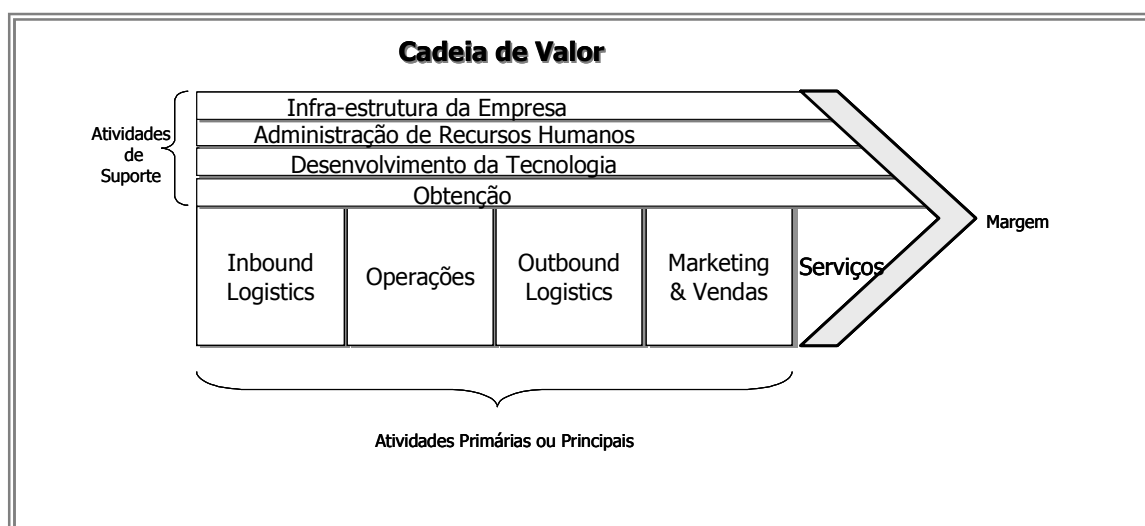 Cadeia de Valor
Infra-estrutura da Empresa
Administração de Recursos Humanos
Desenvolvimento da Tecnologia
Obtenção
Atividades
de
Suporte
Inbound
Logistics
Operações
Outbound
Logistics
Marketing
& Vendas
Serviços
Margem
Atividades Primárias ou Principais